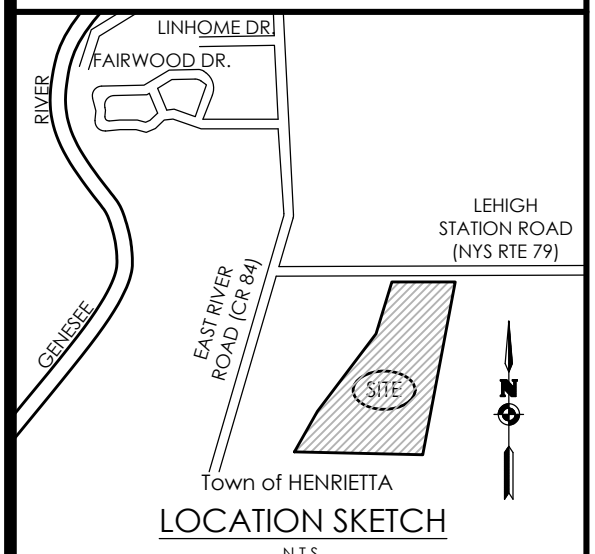 LINHOME DR.
FAIRWOOD DR.
RIVER
LEHIGH
STATION ROAD
(NYS RTE 79)
EAST RIVER
ROAD (CR 84)
GENESEE
SITE
N
Town of HENRIETTA
LOCATION SKETCH
N.T.S.